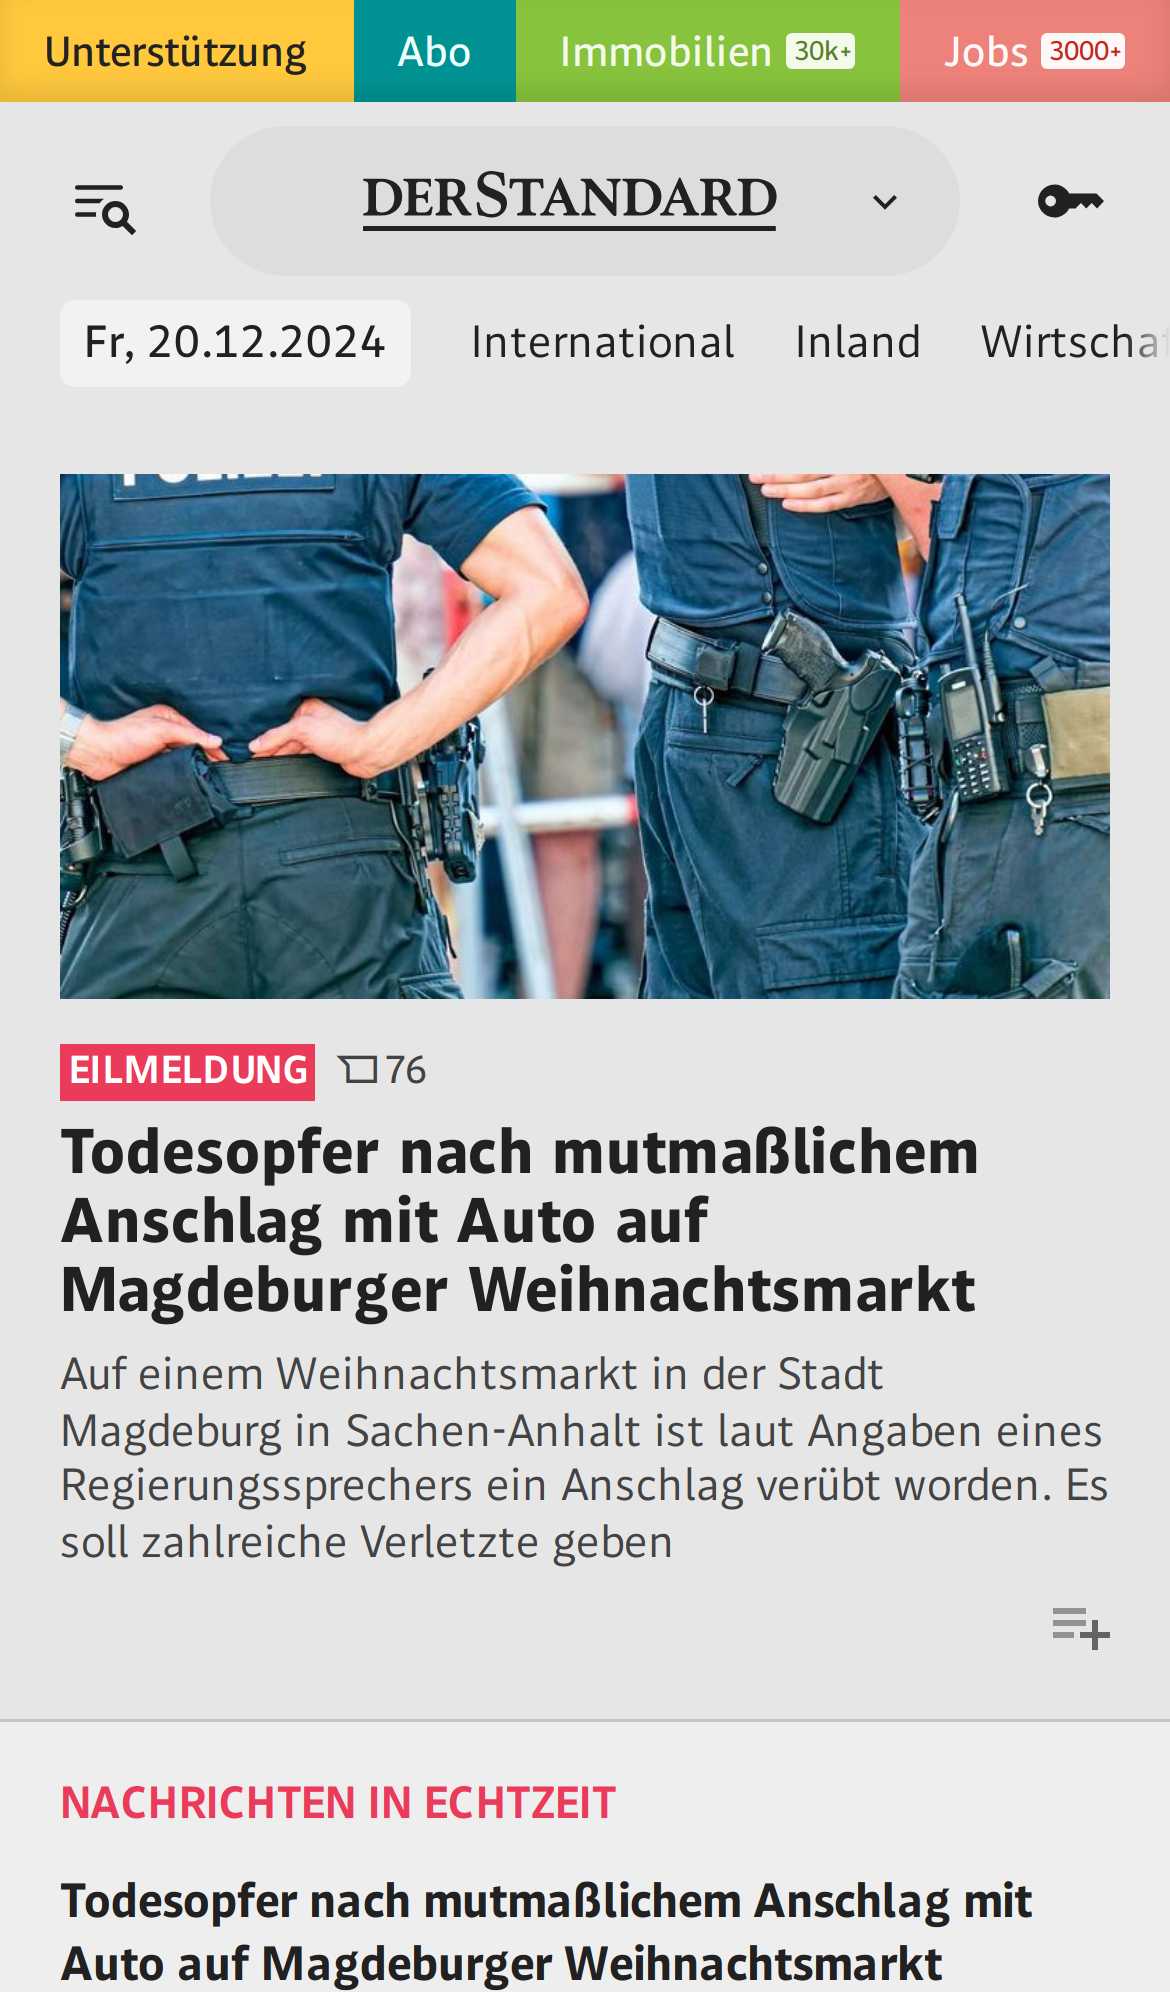 Unterstützung
Abo
Immobilien 30k+
Jobs 3000+
DERSTANDARD
Fr, 20.12.2024
International
Inland
EILMELDUNG 76
Todesopfer nach mutmaßlichem
Anschlag mit Auto auf
Magdeburger Weihnachtsmarkt
Auf einem Weihnachtsmarkt in der Stadt
Magdeburg in Sachen-Anhalt ist laut Angaben eines
Regierungssprechers ein Anschlag verübt worden. Es
soll zahlreiche Verletzte geben
NACHRICHTEN IN ECHTZEIT
Todesopfer nach mutmaßlichem Anschlag mit
Auto auf Magdeburger Weihnachtsmarkt